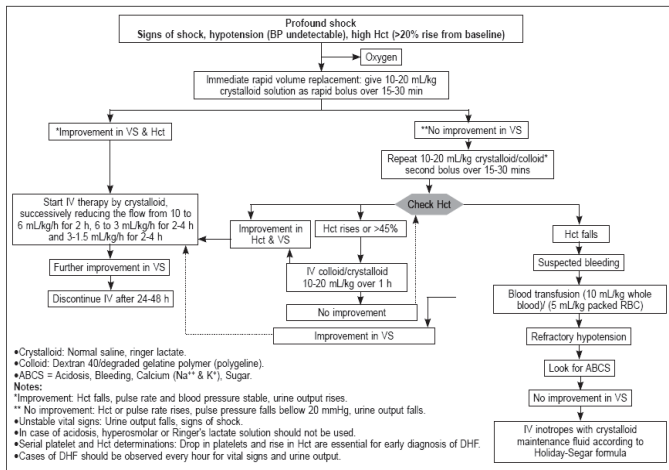 Profound shock
Signs of shock, hypotension (BP undetectable), high Hct (>20% rise from baseline)
Oxygen
Immediate rapid volume replacement: give 10-20 mL/kg
crystalloid solution as rapid bolus over 15-30 min
*Improvement in VS & Hct
**No improvement in VS
Repeat 10-20 mL/kg crystalloid/colloid*
second bolus over 15-30 mins
Check Hct
Start IV therapy by crystalloid,
successively reducing the flow from 10 to
6 mL/kg/h for 2 h, 6 to 3 mL/kg/h for 2-4 h
and 3-1.5 mL/kg/h for 2-4 h
Improvement in
Hct & VS
Hct rises or >45%
Hct falls
Further improvement in VS
IV colloid/crystalloid
10-20 mL/kg over 1 h
Suspected bleeding
Discontinue IV after 24-48 h
No improvement
Blood transfusion (10 mL/kg whole
blood)/ (5 mL/kg packed RBC)
Improvement in VS
Refractory hypotension
Look for ABCS
No improvement in VS
IV inotropes with crystalloid
maintenance fluid according to
Holiday-Segar formula
•Crystalloid: Normal saline, ringer lactate.
•Colloid: Dextran 40/degraded gelatine polymer (polygeline).
•ABCS = Acidosis, Bleeding, Calcium (Na⁺⁺ & K⁺), Sugar.
Notes:
*Improvement: Hct falls, pulse rate and blood pressure stable, urine output rises.
** No improvement: Hct or pulse rate rises, pulse pressure falls bellow 20 mmHg, urine output falls.
•Unstable vital signs: Urine output falls, signs of shock.
•In case of acidosis, hyperosmolar or Ringer's lactate solution should not be used.
•Serial platelet and Hct determinations: Drop in platelets and rise in Hct are essential for early diagnosis of DHF.
•Cases of DHF should be observed every hour for vital signs and urine output.